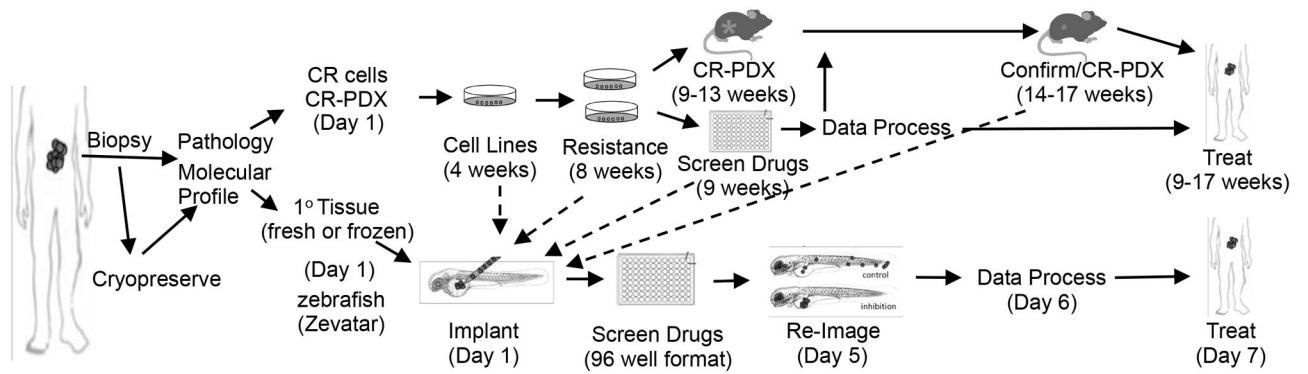 Biopsy
Cryopreserve
Pathology
Molecular
Profile
CR cells
CR-PDX
(Day 1)
Cell Lines
(4 weeks)
Resistance
(8 weeks)
CR-PDX
(9-13 weeks)
Screen Drugs
(9 weeks)
Data Process
Confirm/CR-PDX
(14-17 weeks)
Treat
(9-17 weeks)
1º Tissue
(fresh or frozen)
(Day 1)
zebrafish
(Zevatar)
Implant
(Day 1)
Screen Drugs
(96 well format)
control
inhibition
Re-Image
(Day 5)
Data Process
(Day 6)
Treat
(Day 7)